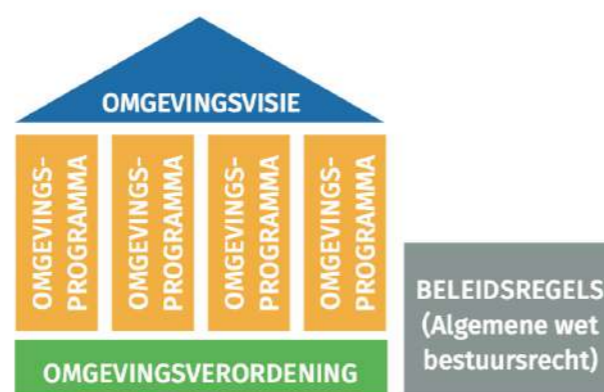 OMGEVINGSVISIE
OMGEVINGS-
PROGRAMMA
OMGEVINGS-
PROGRAMMA
OMGEVINGS-
PROGRAMMA
OMGEVINGS-
PROGRAMMA
OMGEVINGSVERORDENING
BELEIDSREGELS
(Algemene wet
bestuursrecht)